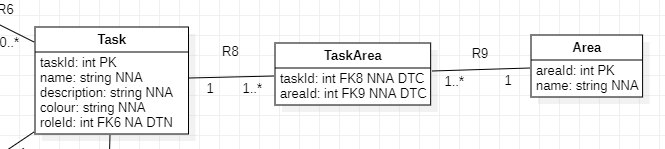 R6
0..*
Task
taskId: int PK
name: string NNA
description: string NNA
colour: string NNA
roleId: int FK6 NA DTN
R8
1
1..*
TaskArea
taskId: int FK8 NNA DTC
areaId: int FK9 NNA DTC
R9
1..*
1
Area
areaId: int PK
name: string NNA